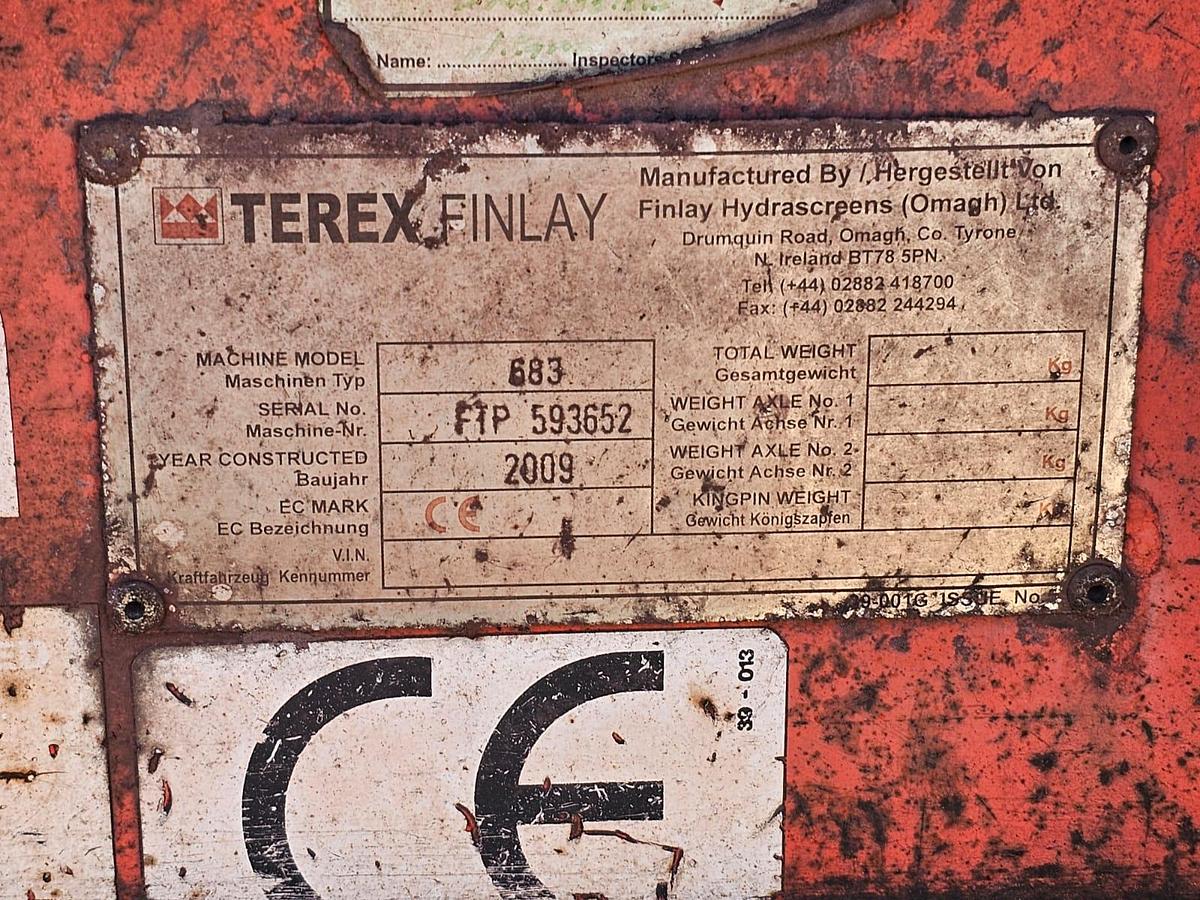 Name: ........................ Inspectors
TEREX FINLAY
Manufactured By / Hergestellt Von
Finlay Hydrascreens (Omagh) Ltd.
Drumquin Road, Omagh, Co. Tyrone
N. Ireland BT78 5PN.
Tel: (+44) 02882 418700
Fax: (+44) 02882 244294
MACHINE MODEL
Maschinen Typ
683
SERIAL No.
Maschine-Nr.
FTP 593652
YEAR CONSTRUCTED
Baujahr
2009
EC MARK
EC Bezeichnung
CE
V.I.N.
Kraftfahrzeug Kennummer
TOTAL WEIGHT
Gesamtgewicht
Kg
WEIGHT AXLE No. 1
Gewicht Achse Nr. 1
Kg
WEIGHT AXLE No. 2
Gewicht Achse Nr. 2
Kg
KINGPIN WEIGHT
Gewicht Königszapfen
Kg
ISSUE No
CE
39 - 013